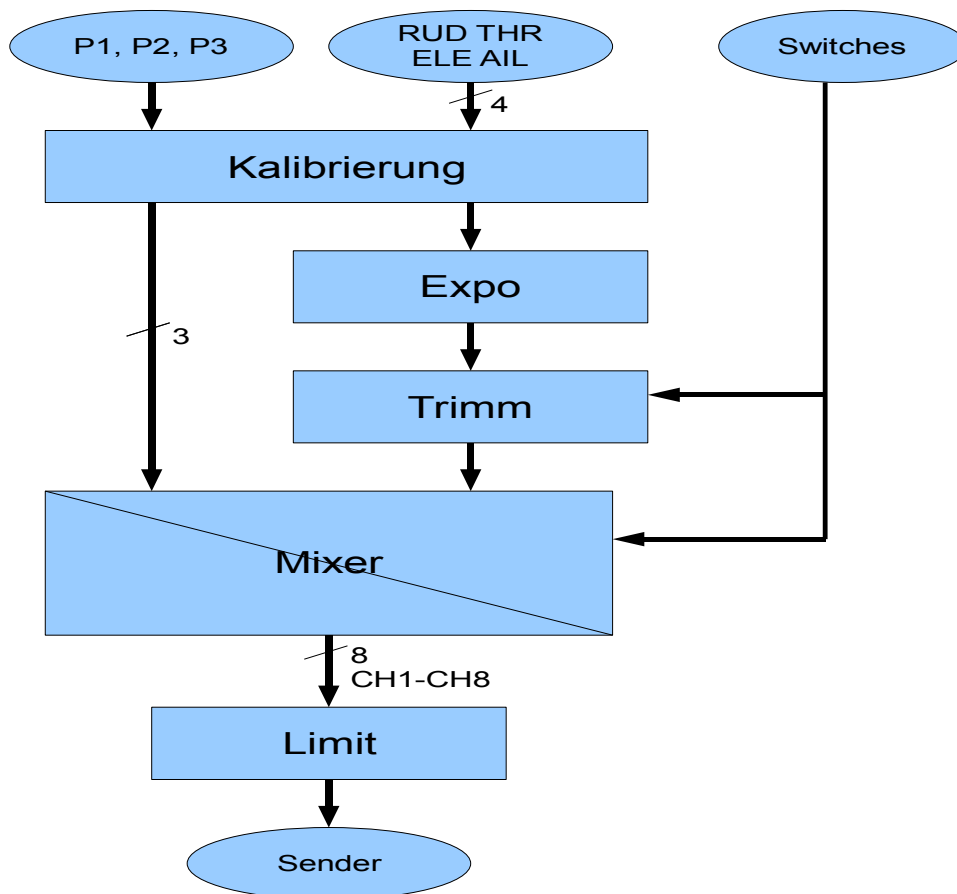 P1, P2, P3
RUD THR
ELE AIL
Switches
4
Kalibrierung
Expo
3
Trimm
Mixer
8
CH1-CH8
Limit
Sender